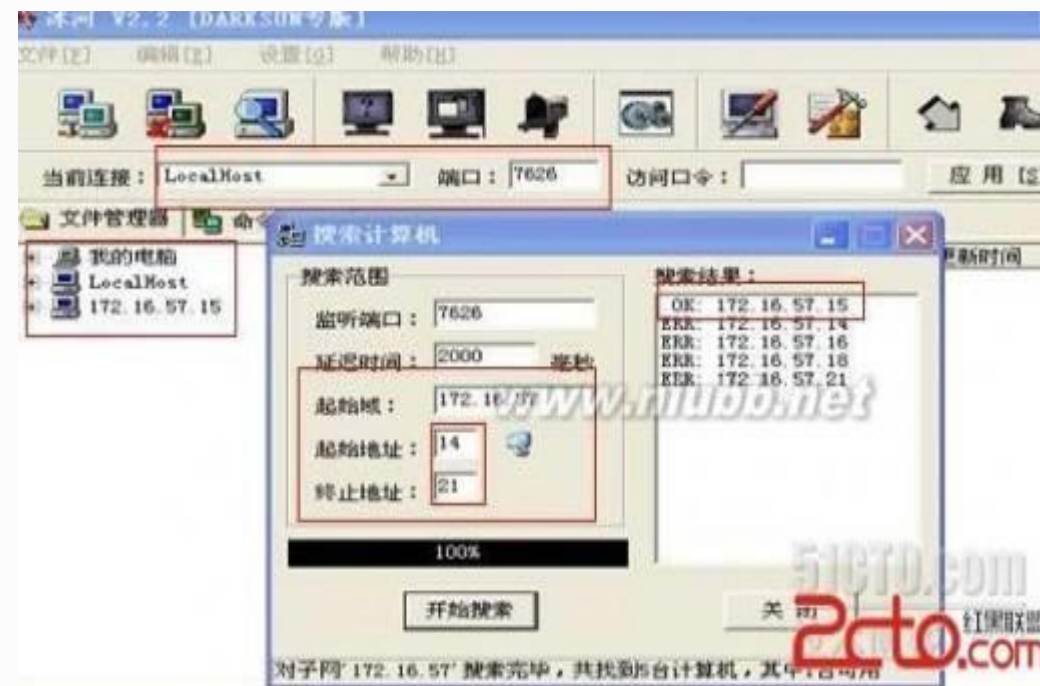 冰河 V2.2 [DARKSUN专版]
文件[F] 编辑[E] 设置[O] 帮助[H]
当前连接： LocalHost 端口： 7626 访问口令： 应用 [S]
文件管理器 命令
我的电脑
LocalHost
172.16.57.15
更新时间
搜索计算机
搜索范围
监听端口： 7626
延迟时间： 2000 毫秒
起始域： 172.16.57
起始地址： 14
终止地址： 21
100%
开始搜索
搜索结果：
OK: 172.16.57.15
ERR: 172.16.57.14
ERR: 172.16.57.16
ERR: 172.16.57.18
ERR: 172.16.57.21
关闭
对子网'172.16.57'搜索完毕，共找到5台计算机，其中1台可用
www.niubb.net
51CTO.com
2cto.com
红黑联盟